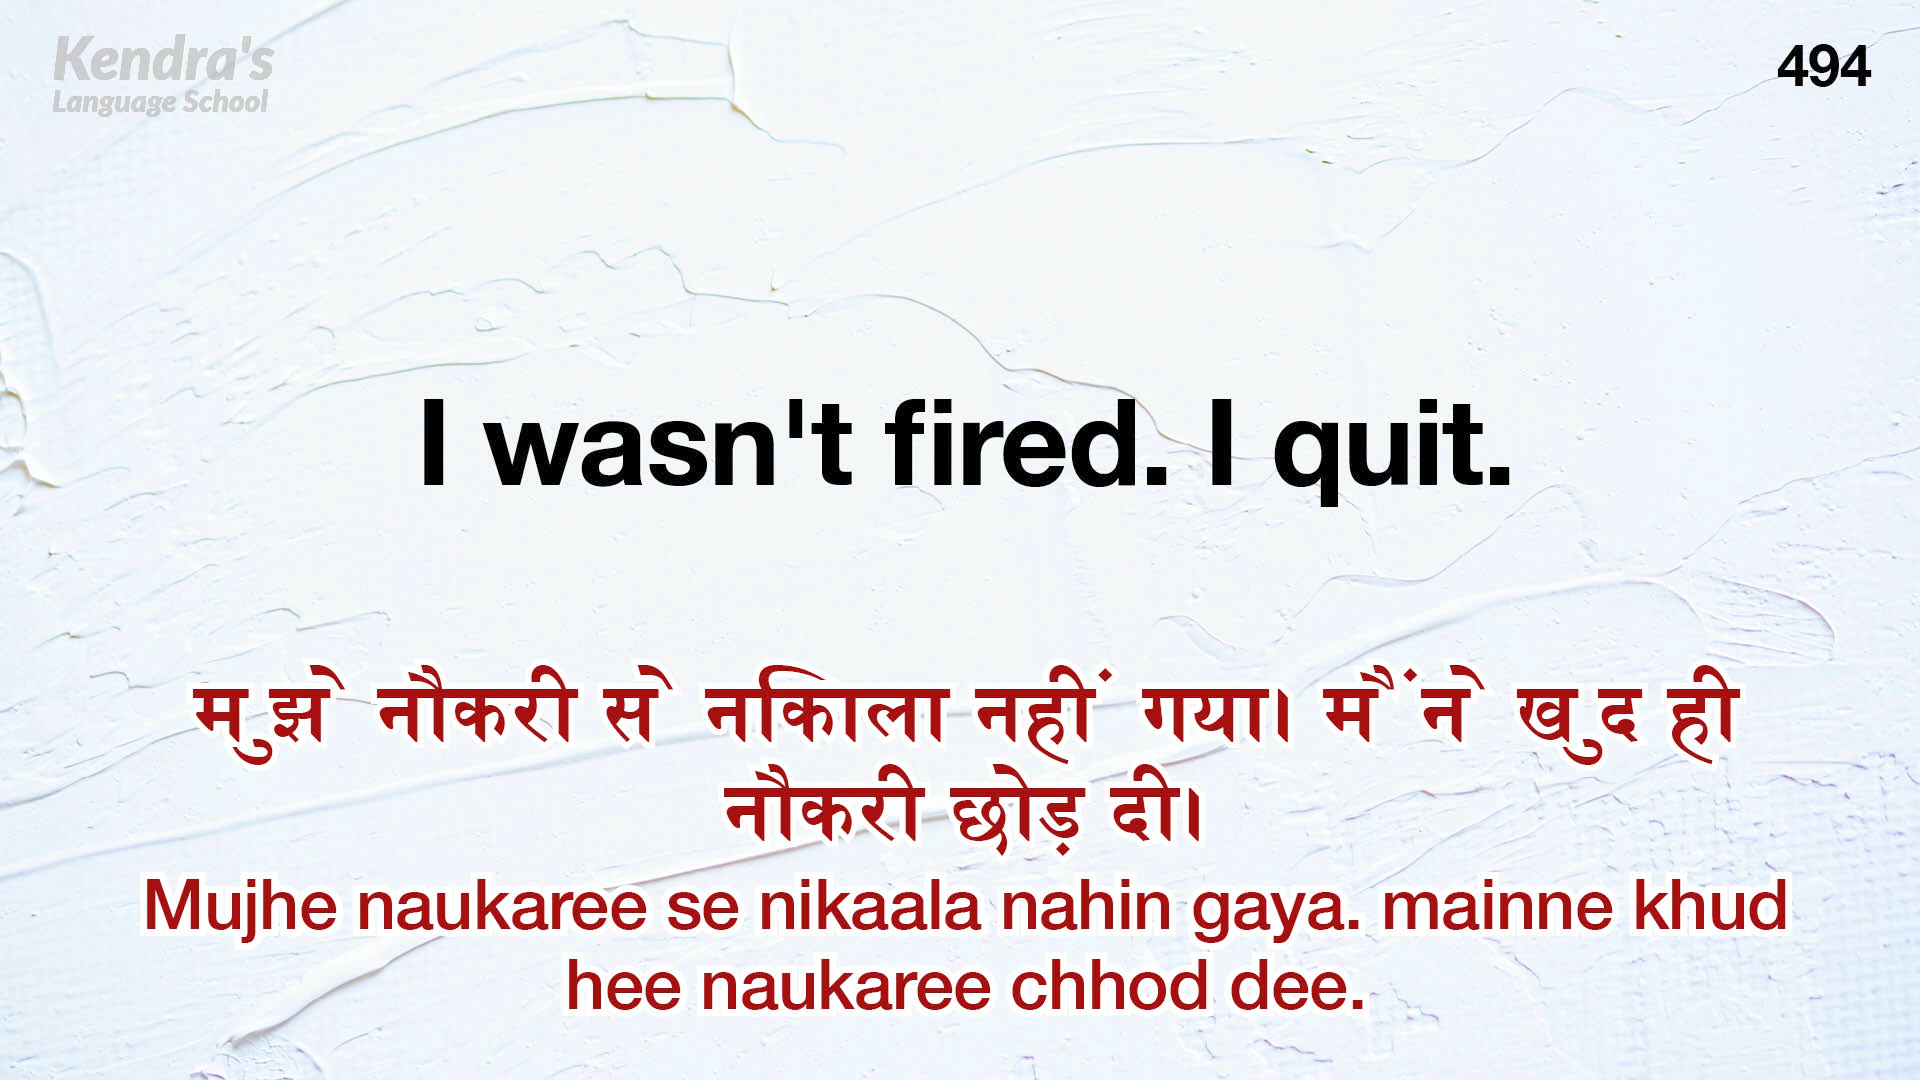 Kendra's
Language School
494
I wasn't fired. I quit.
मुझे नौकरी से निकाला नहीं गया। मैंने खुद ही
नौकरी छोड़ दी।
Mujhe naukaree se nikaala nahin gaya. mainne khud
hee naukaree chhod dee.